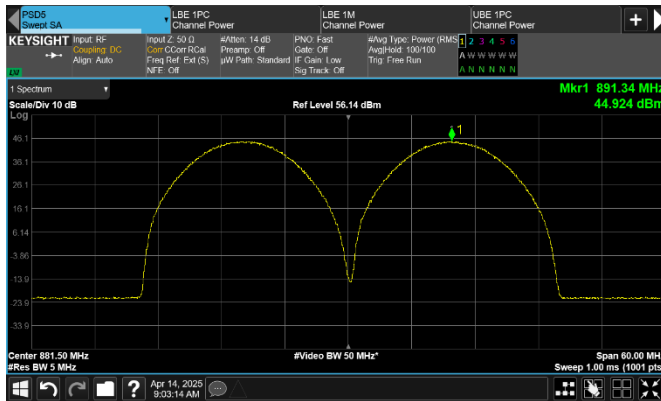 PSD5
Swept SA
LBE 1PC
Channel Power
LBE 1M
Channel Power
UBE 1PC
Channel Power
+
KEYSIGHT
Input: RF
Coupling: DC
Align: Auto
Input Z: 50 Ω
Corr CCorr RCal
Freq Ref: Ext (S)
NFE: Off
#Atten: 14 dB
Preamp: Off
µW Path: Standard
PNO: Fast
Gate: Off
IF Gain: Low
Sig Track: Off
#Avg Type: Power (RMS
Avg|Hold: 100/100
Trig: Free Run
1 2 3 4 5 6
A W W W W W
A N N N N N
1 Spectrum
Mkr1 891.34 MHz
Scale/Div 10 dB
Ref Level 56.14 dBm
44.924 dBm
Log
1
46.1
36.1
26.1
16.1
6.14
-3.86
-13.9
-23.9
-33.9
Center 881.50 MHz
#Video BW 50 MHz*
Span 60.00 MH
#Res BW 5 MHz
Sweep 1.00 ms (1001 pts
?
Apr 14, 2025
9:03:14 AM